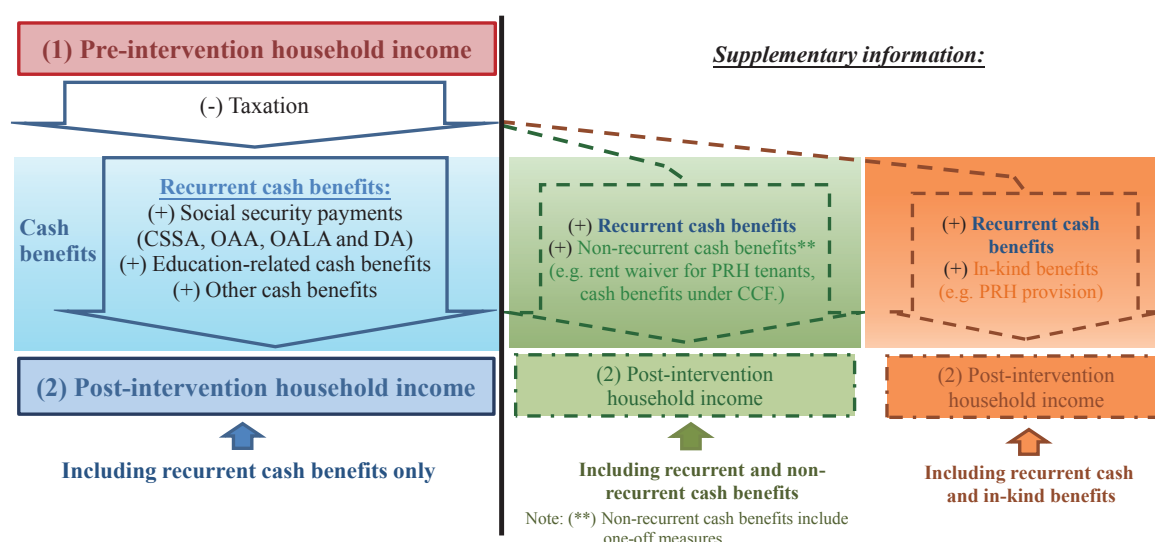 (1) Pre-intervention household income
(-) Taxation
Cash
benefits
Recurrent cash benefits:
(+) Social security payments
(CSSA, OAA, OALA and DA)
(+) Education-related cash benefits
(+) Other cash benefits
(2) Post-intervention household income
Including recurrent cash benefits only
Supplementary information:
(+) Recurrent cash benefits
(+) Non-recurrent cash benefits**
(e.g. rent waiver for PRH tenants,
cash benefits under CCF.)
(2) Post-intervention
household income
Including recurrent and non-
recurrent cash benefits
Note: (**) Non-recurrent cash benefits include
one-off measures
(+) Recurrent cash
benefits
(+) In-kind benefits
(e.g. PRH provision)
(2) Post-intervention
household income
Including recurrent cash
and in-kind benefits